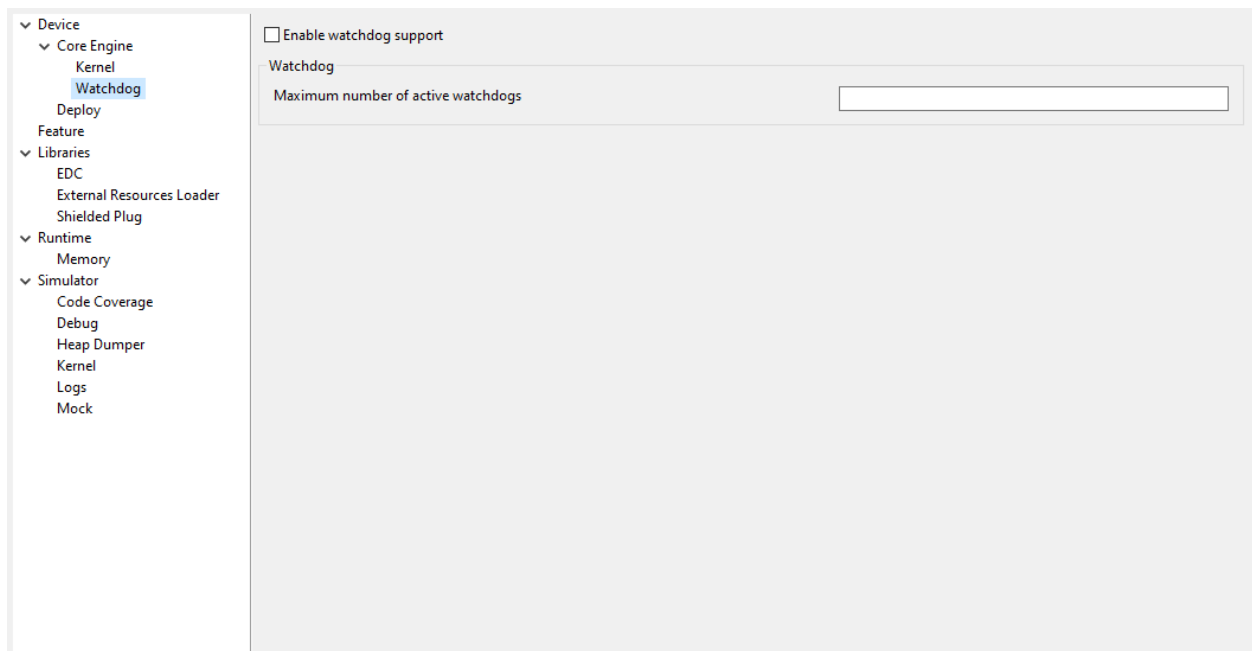 Device
Core Engine
Kernel
Watchdog
Deploy
Feature
Libraries
EDC
External Resources Loader
Shielded Plug
Runtime
Memory
Simulator
Code Coverage
Debug
Heap Dumper
Kernel
Logs
Mock
Enable watchdog support
Watchdog
Maximum number of active watchdogs